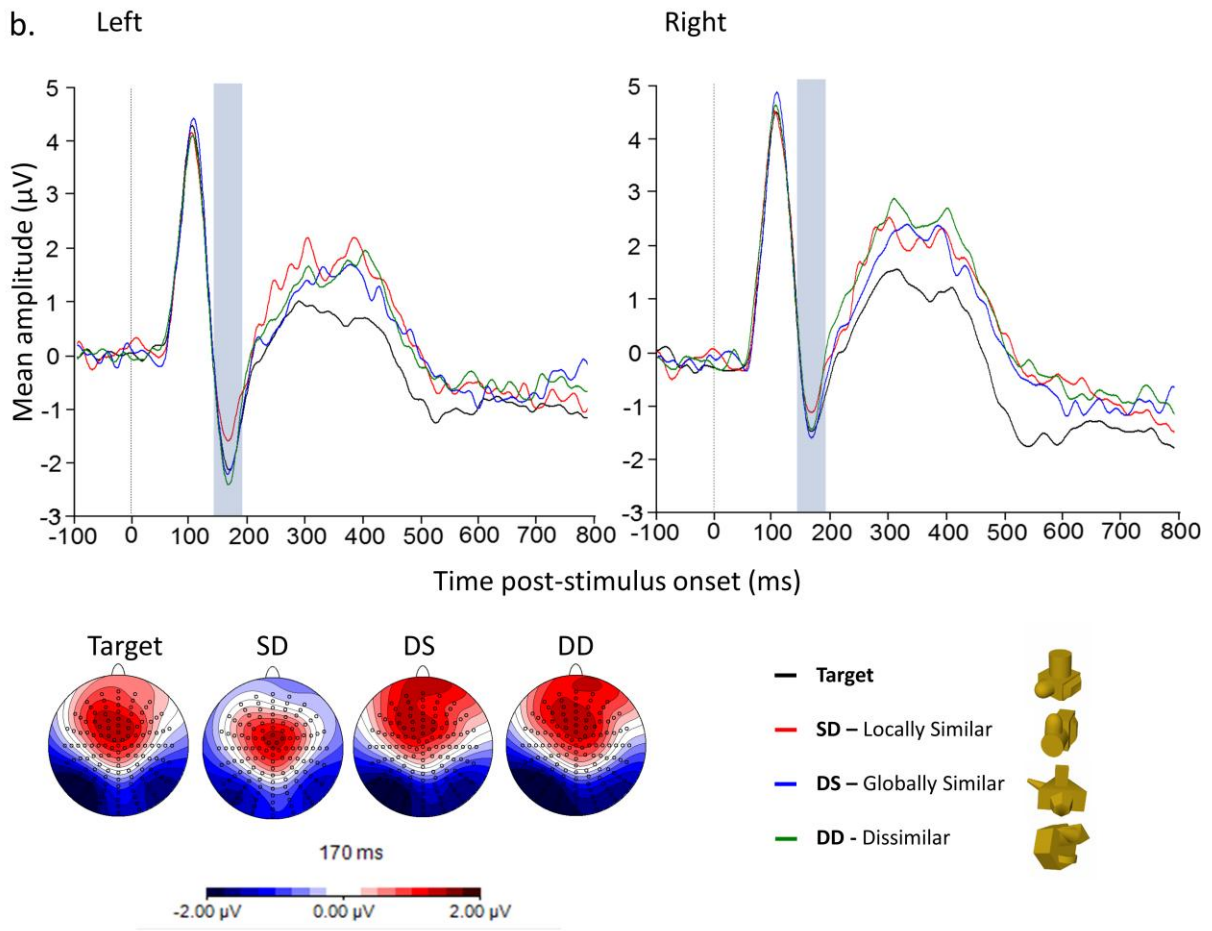 b. Left Right
5 5
4 4
3 3
2 2
1 1
0 0
-1 -1
-2 -2
-3 -3
Mean amplitude (µV)
-100 0 100 200 300 400 500 600 700 800 -100 0 100 200 300 400 500 600 700 800
Time post-stimulus onset (ms)
Target SD DS DD
170 ms
-2.00 µV 0.00 µV 2.00 µV
Target
SD – Locally Similar
DS – Globally Similar
DD - Dissimilar